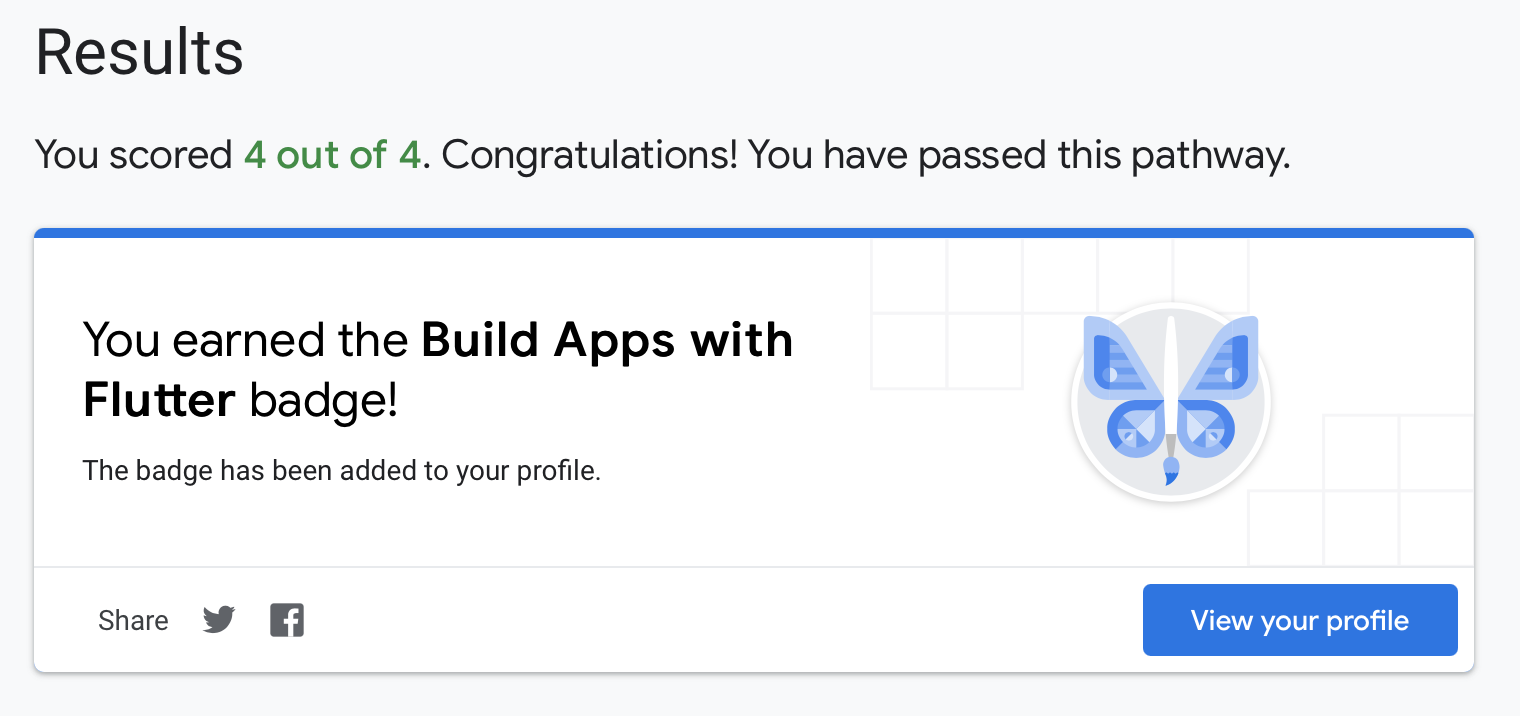 Results
You scored 4 out of 4. Congratulations! You have passed this pathway.
You earned the Build Apps with
Flutter badge!
The badge has been added to your profile.
Share
View your profile